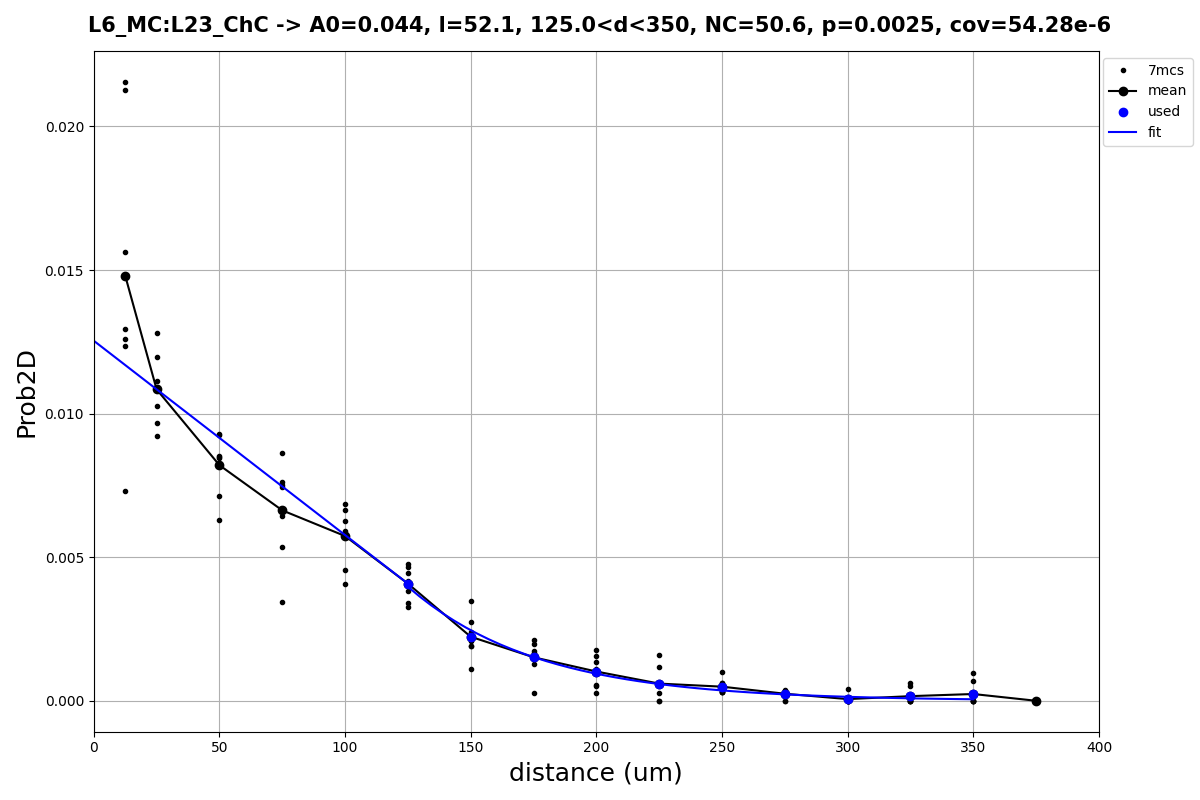 L6_MC:L23_ChC -> A0=0.044, l=52.1, 125.0<d<350, NC=50.6, p=0.0025, cov=54.28e-6
7mcs
mean
used
fit
0.020
0.015
0.010
0.005
0.000
Prob2D
0 50 100 150 200 250 300 350 400
distance (um)